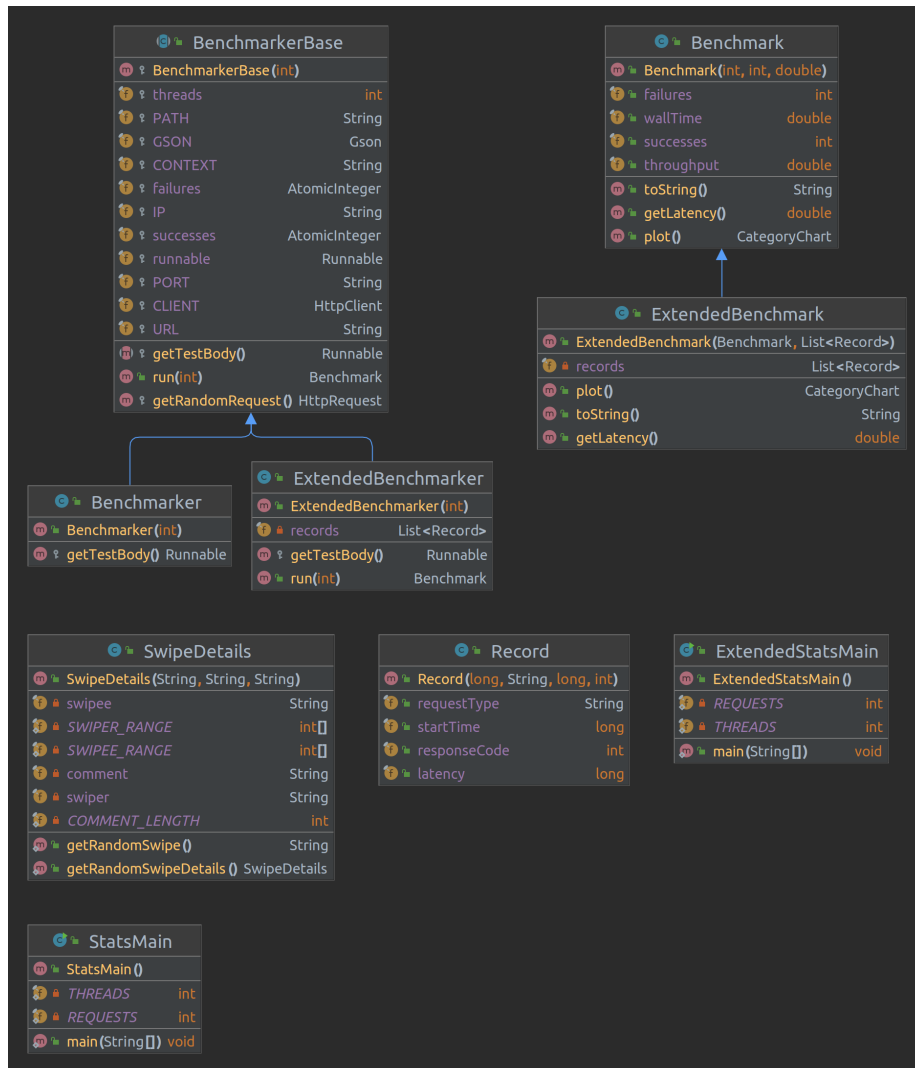 BenchmarkerBase
BenchmarkerBase(int)
threads int
PATH String
GSON Gson
CONTEXT String
failures AtomicInteger
IP String
successes AtomicInteger
runnable Runnable
PORT String
CLIENT HttpClient
URL String
getTestBody() Runnable
run(int) Benchmark
getRandomRequest() HttpRequest
Benchmark
Benchmark(int, int, double)
failures int
wallTime double
successes int
throughput double
toString() String
getLatency() double
plot() CategoryChart
ExtendedBenchmark
ExtendedBenchmark(Benchmark, List<Record>)
records List<Record>
plot() CategoryChart
toString() String
getLatency() double
Benchmarker
Benchmarker(int)
getTestBody() Runnable
ExtendedBenchmarker
ExtendedBenchmarker(int)
records List<Record>
getTestBody() Runnable
run(int) Benchmark
SwipeDetails
SwipeDetails(String, String, String)
swipee String
SWIPER_RANGE int[]
SWIPEE_RANGE int[]
comment String
swiper String
COMMENT_LENGTH int
getRandomSwipe() String
getRandomSwipeDetails() SwipeDetails
Record
Record(long, String, long, int)
requestType String
startTime long
responseCode int
latency long
ExtendedStatsMain
ExtendedStatsMain()
REQUESTS int
THREADS int
main(String[]) void
StatsMain
StatsMain()
THREADS int
REQUESTS int
main(String[]) void